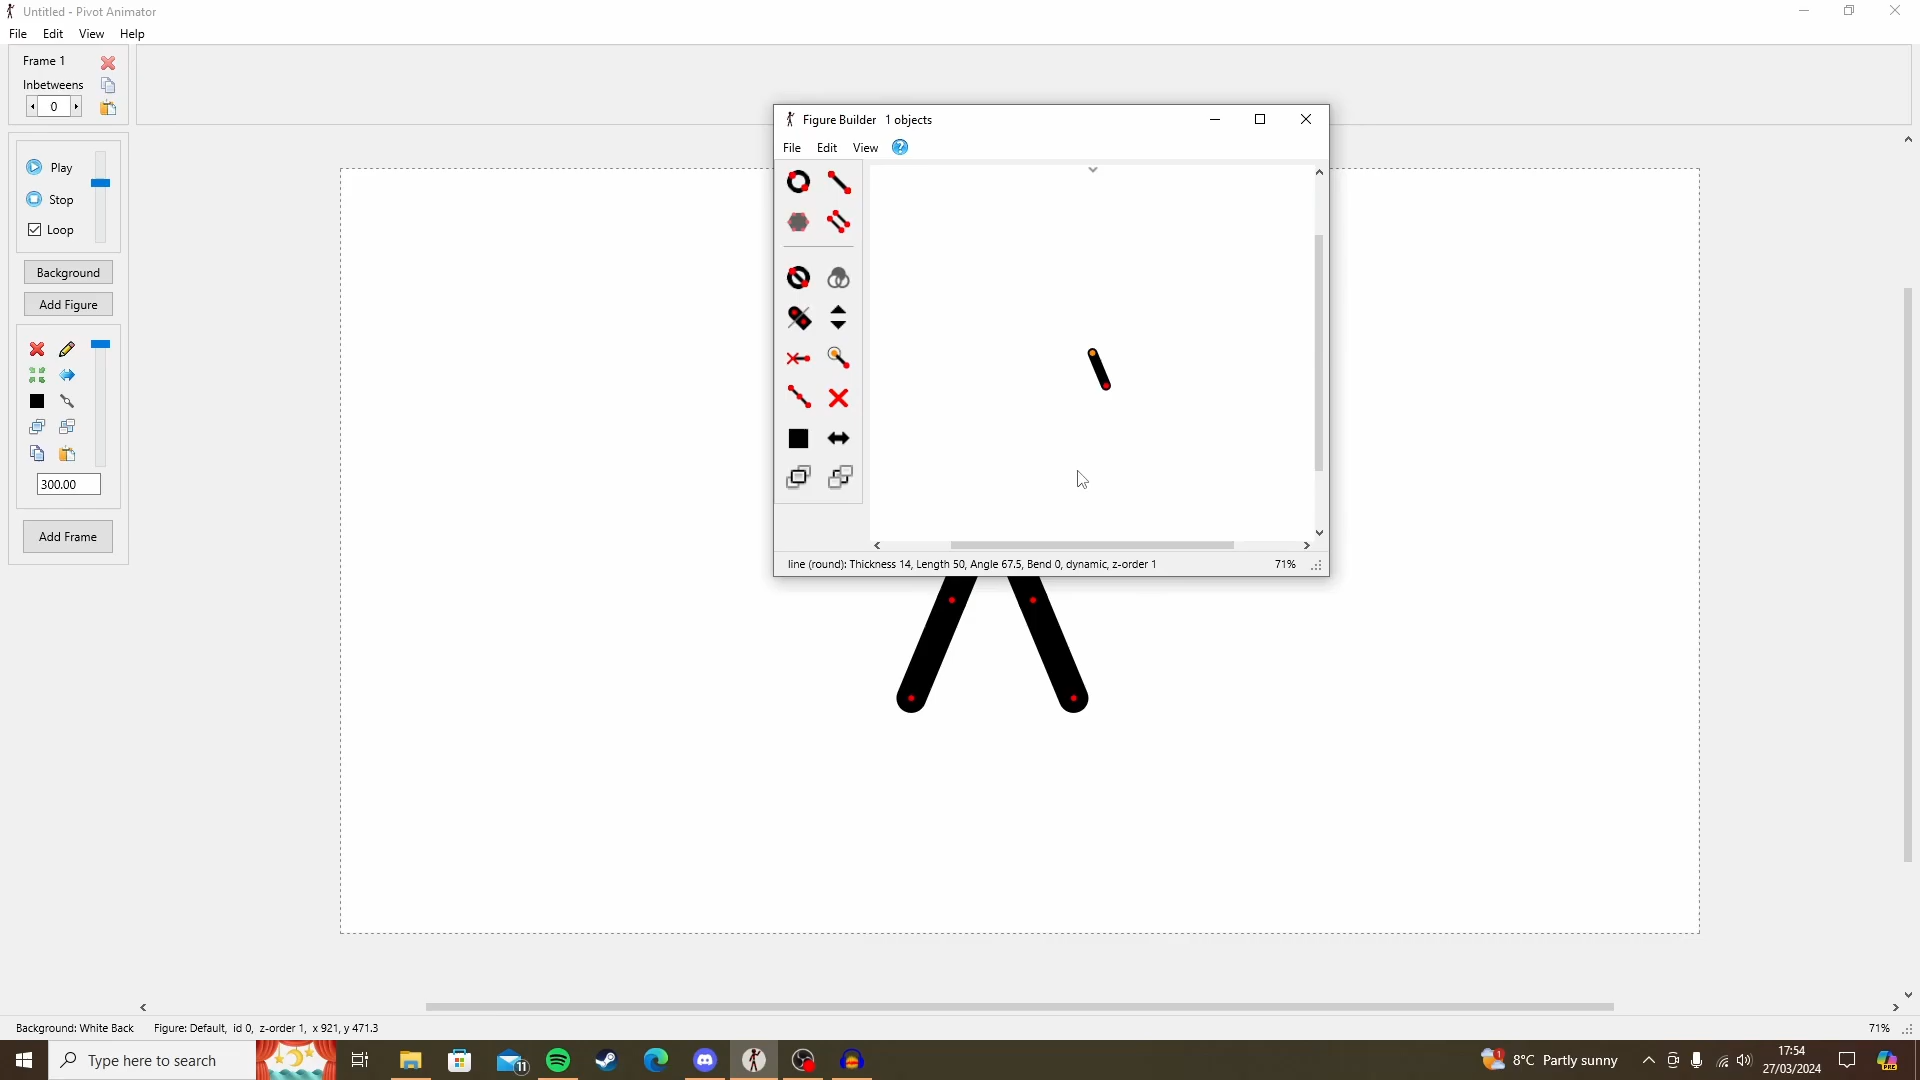 Untitled - Pivot Animator
File Edit View Help
Frame 1
Inbetweens
0
Play
Stop
Loop
Background
Add Figure
300.00
Add Frame
Figure Builder 1 objects
File Edit View ?
line (round): Thickness 14, Length 50, Angle 67.5, Bend 0, dynamic, z-order 1 71%
Background: White Back Figure: Default, id 0, z-order 1, x 921, y 471.3 71%
Type here to search
11
1
8°C Partly sunny
17:54
27/03/2024
PRE